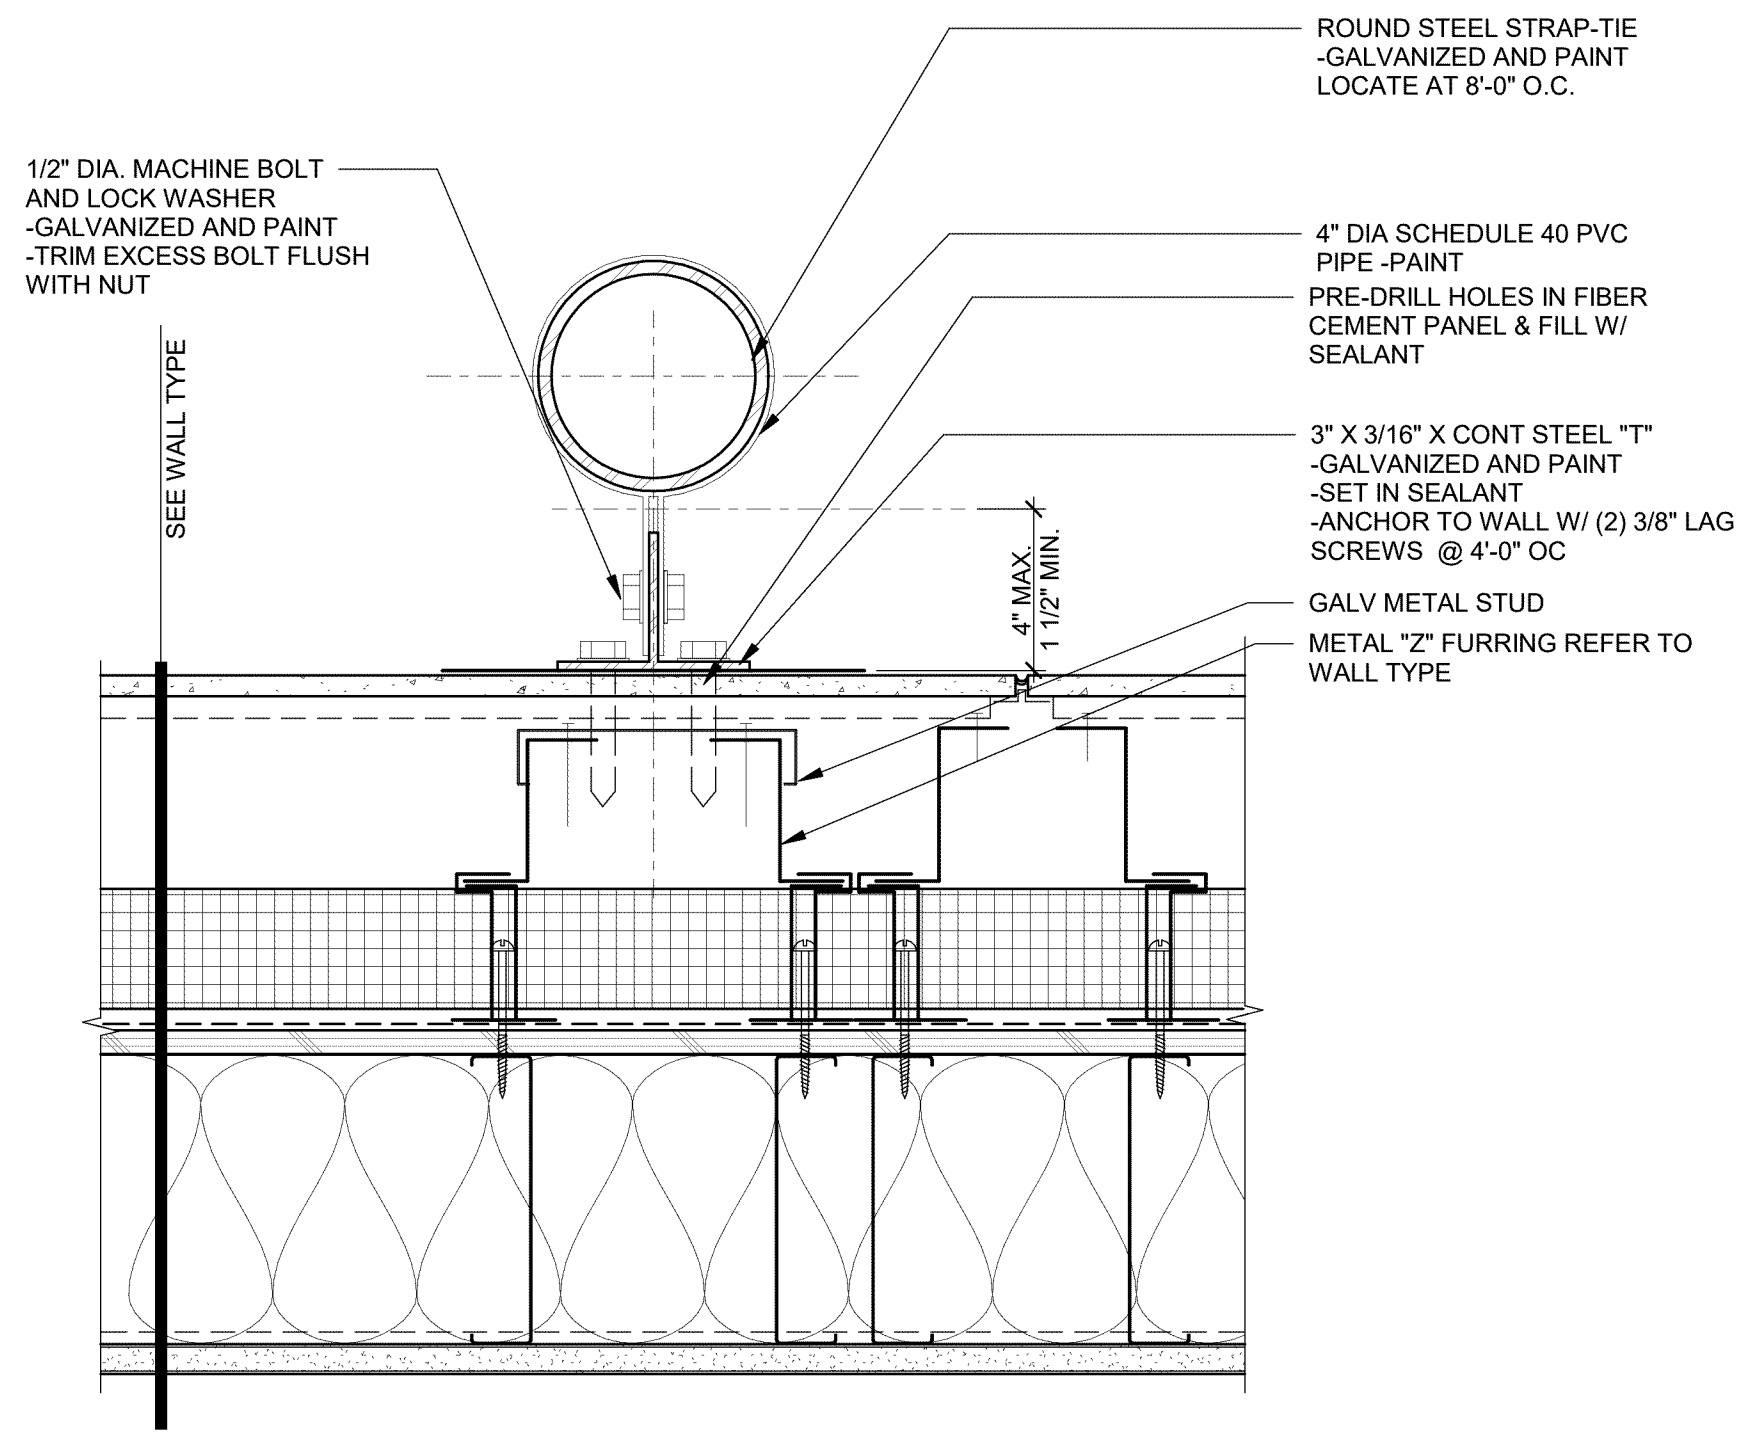 ROUND STEEL STRAP-TIE
-GALVANIZED AND PAINT
LOCATE AT 8'-0" O.C.
1/2" DIA. MACHINE BOLT
AND LOCK WASHER
-GALVANIZED AND PAINT
-TRIM EXCESS BOLT FLUSH
WITH NUT
4" DIA SCHEDULE 40 PVC
PIPE -PAINT
PRE-DRILL HOLES IN FIBER
CEMENT PANEL & FILL W/
SEALANT
SEE WALL TYPE
3" X 3/16" X CONT STEEL "T"
-GALVANIZED AND PAINT
-SET IN SEALANT
-ANCHOR TO WALL W/ (2) 3/8" LAG
SCREWS @ 4'-0" OC
4" MAX.
1 1/2" MIN.
GALV METAL STUD
METAL "Z" FURRING REFER TO
WALL TYPE